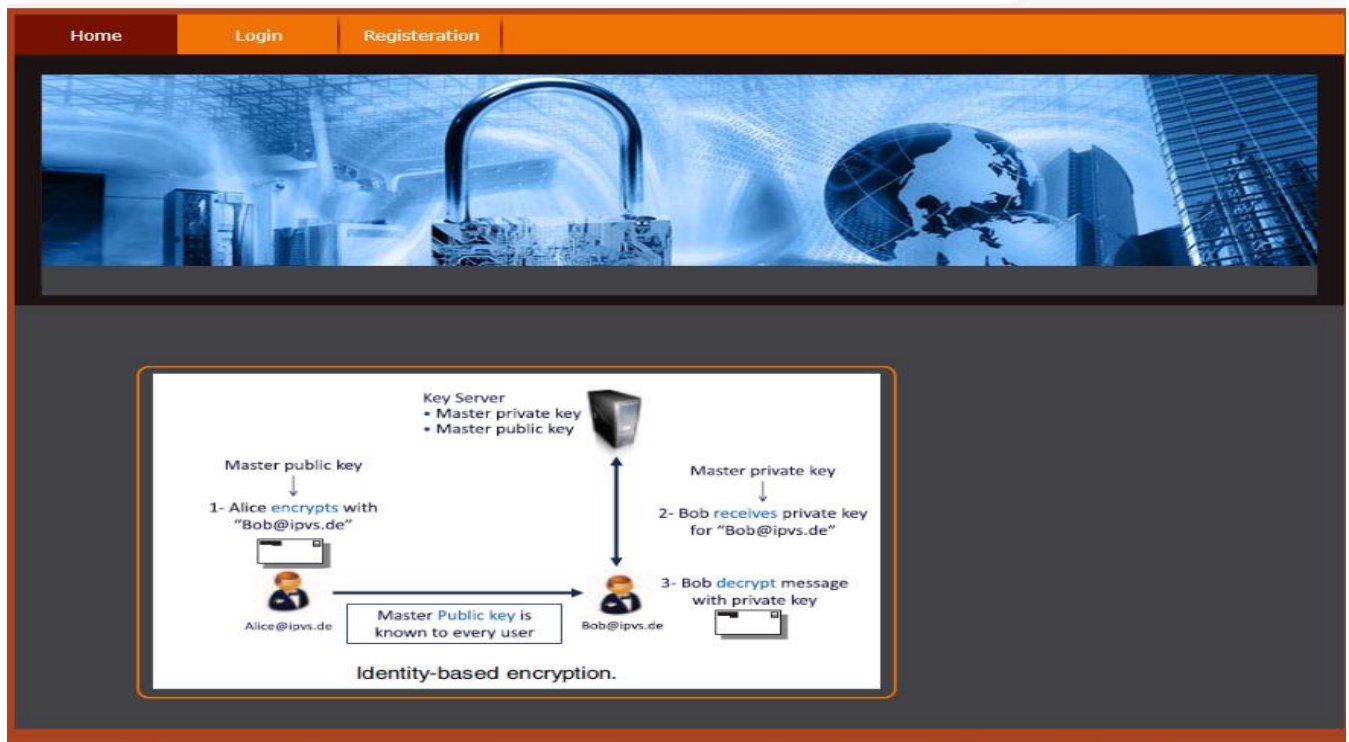 Home Login Registeration
Key Server
• Master private key
• Master public key
Master public key
1- Alice encrypts with
"Bob@ipvs.de"
Master private key
2- Bob receives private key
for "Bob@ipvs.de"
3- Bob decrypt message
with private key
Alice@ipvs.de
Master Public key is
known to every user
Bob@ipvs.de
Identity-based encryption.